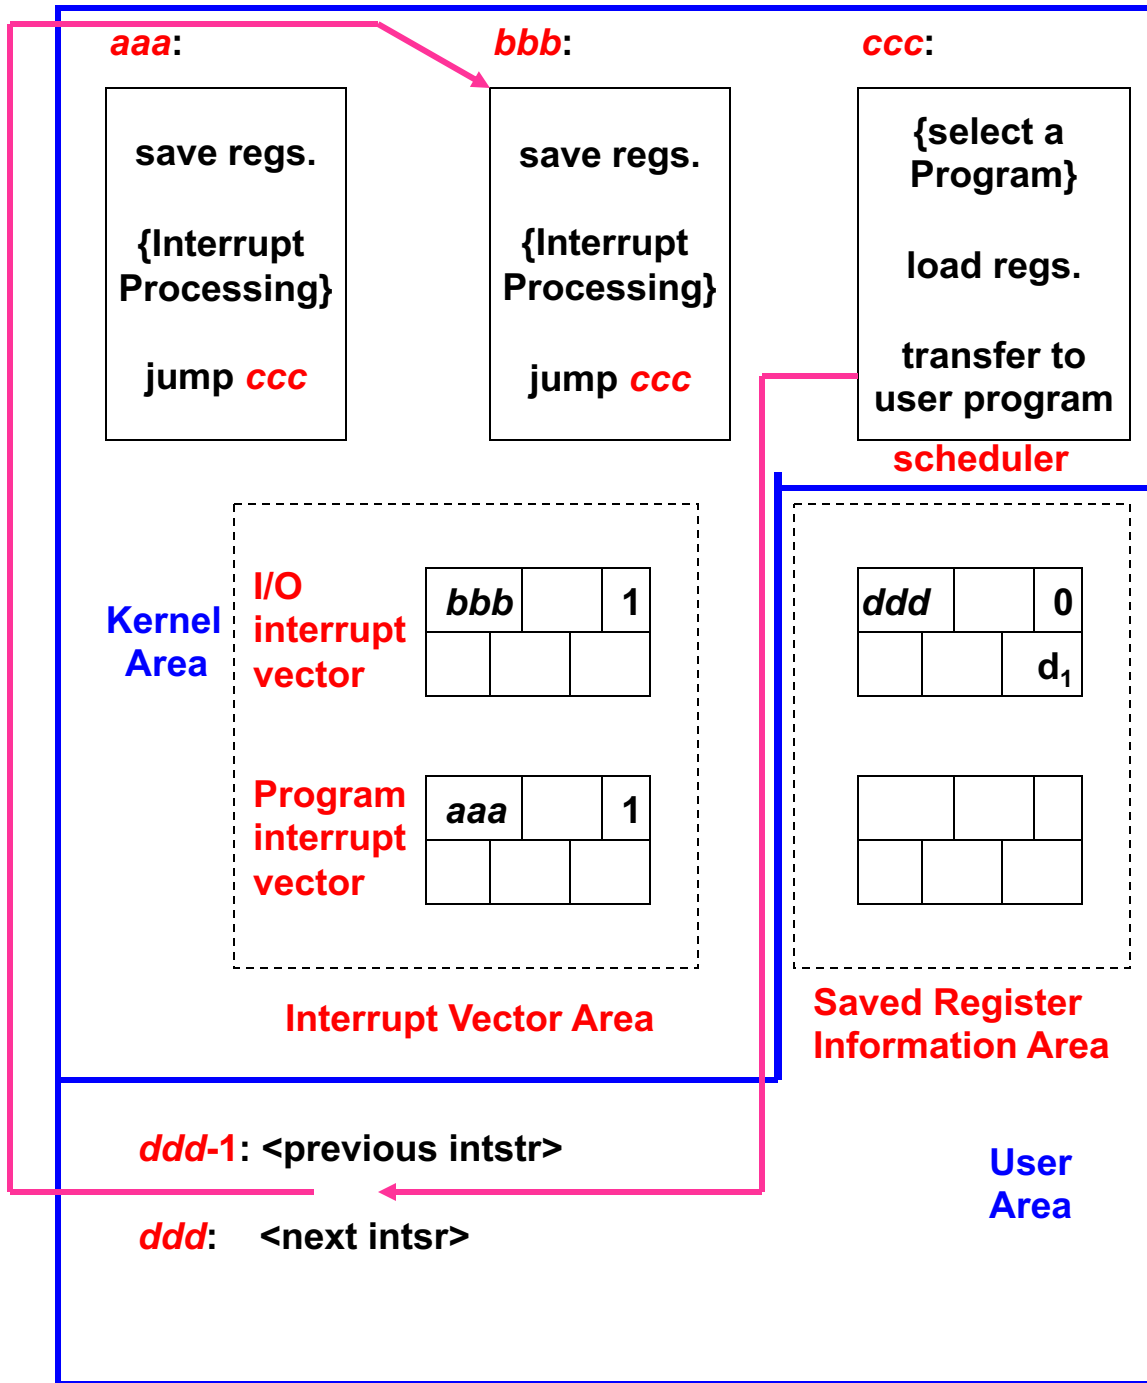 aaa:
save regs.
{Interrupt
Processing}
jump ccc
bbb:
save regs.
{Interrupt
Processing}
jump ccc
ccc:
{select a
Program}
load regs.
transfer to
user program
scheduler
Kernel
Area
I/O
interrupt
vector
bbb 1
Program
interrupt
vector
aaa 1
Interrupt Vector Area
ddd 0
d₁
Saved Register
Information Area
ddd-1: <previous intstr>
ddd: <next intsr>
User
Area